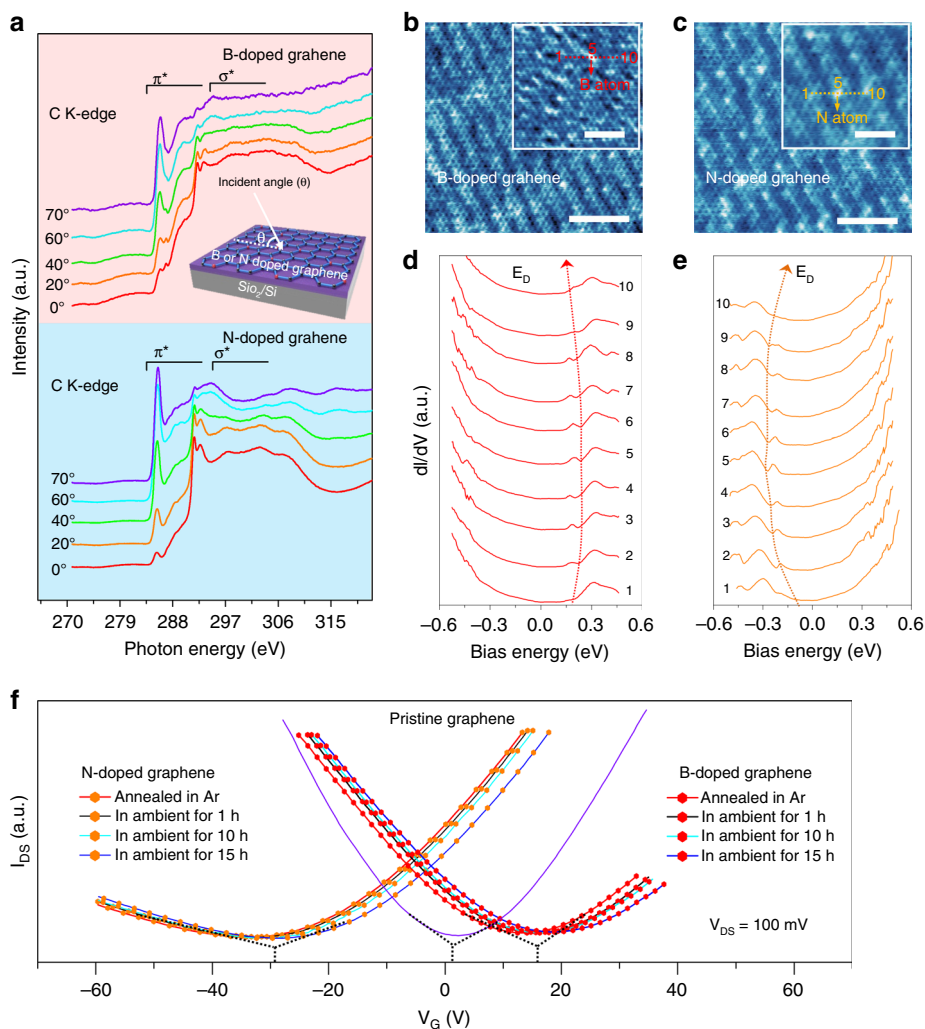 a
B-doped grahene
π* σ*
C K-edge
Incident angle (θ)
θ
B or N doped graphene
Sio2/Si
70°
60°
40°
20°
0°
N-doped grahene
π* σ*
C K-edge
70°
60°
40°
20°
0°
Intensity (a.u.)
270 279 288 297 306 315
Photon energy (eV)
b
1 5 10
B atom
B-doped grahene
c
1 5 10
N atom
N-doped grahene
d
E_D
10
9
8
7
6
5
4
3
2
1
dI/dV (a.u.)
−0.6 −0.3 0.0 0.3 0.6
Bias energy (eV)
e
E_D
10
9
8
7
6
5
4
3
2
1
−0.6 −0.3 0.0 0.3 0.6
Bias energy (eV)
f
Pristine graphene
N-doped graphene
Annealed in Ar
In ambient for 1 h
In ambient for 10 h
In ambient for 15 h
B-doped graphene
Annealed in Ar
In ambient for 1 h
In ambient for 10 h
In ambient for 15 h
V_DS = 100 mV
I_DS (a.u.)
−60 −40 −20 0 20 40 60
V_G (V)